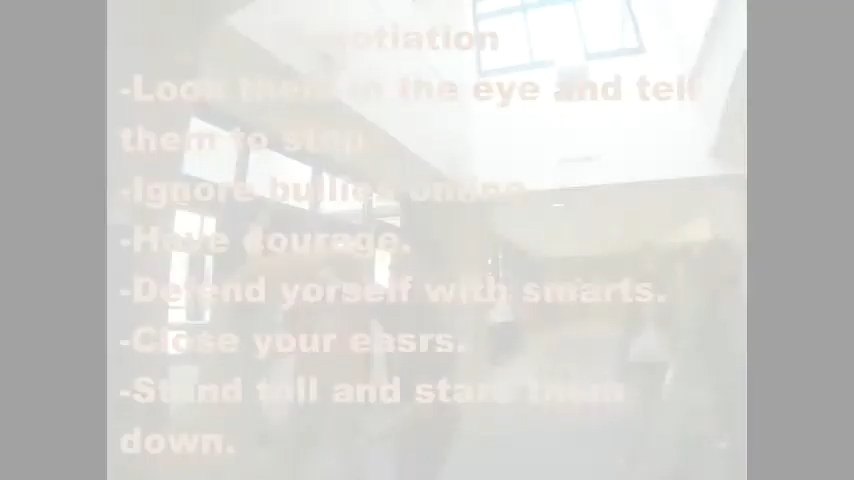 -Look them in the eye and tell
them to stop
-Ignore bullies online
-Have courage.
-Defend yorself with smarts.
-Close your easrs.
-Stand tall and stare them
down.